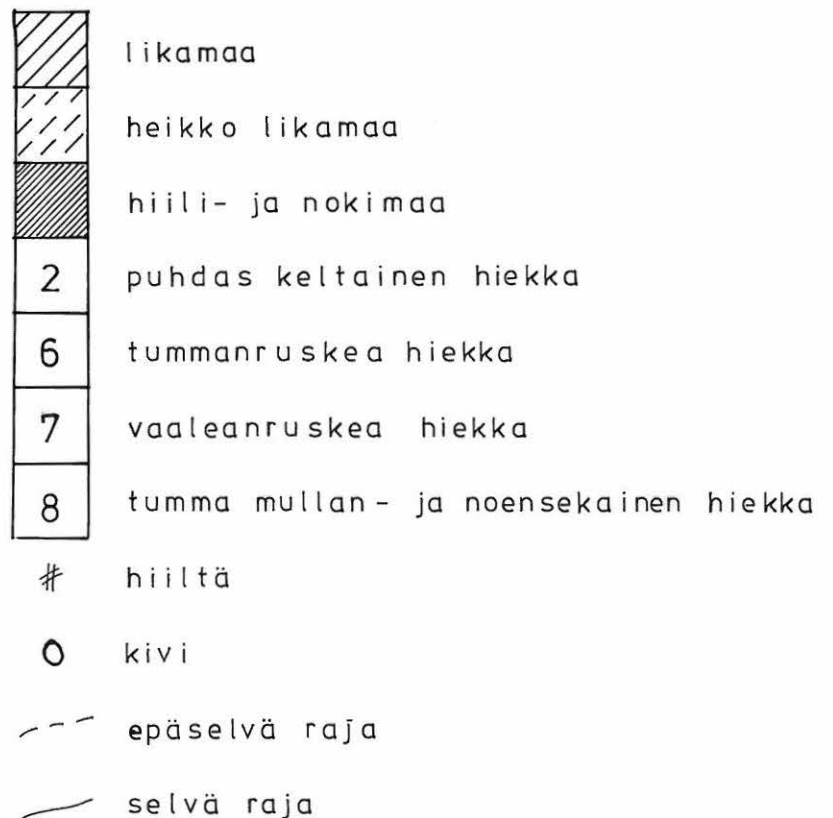 likamaa
heikko likamaa
hiili- ja nokimaa
2 puhdas keltainen hiekka
6 tummanruskea hiekka
7 vaaleanruskea hiekka
8 tumma mullan- ja noensekainen hiekka
# hiiltä
kivi
epäselvä raja
selvä raja